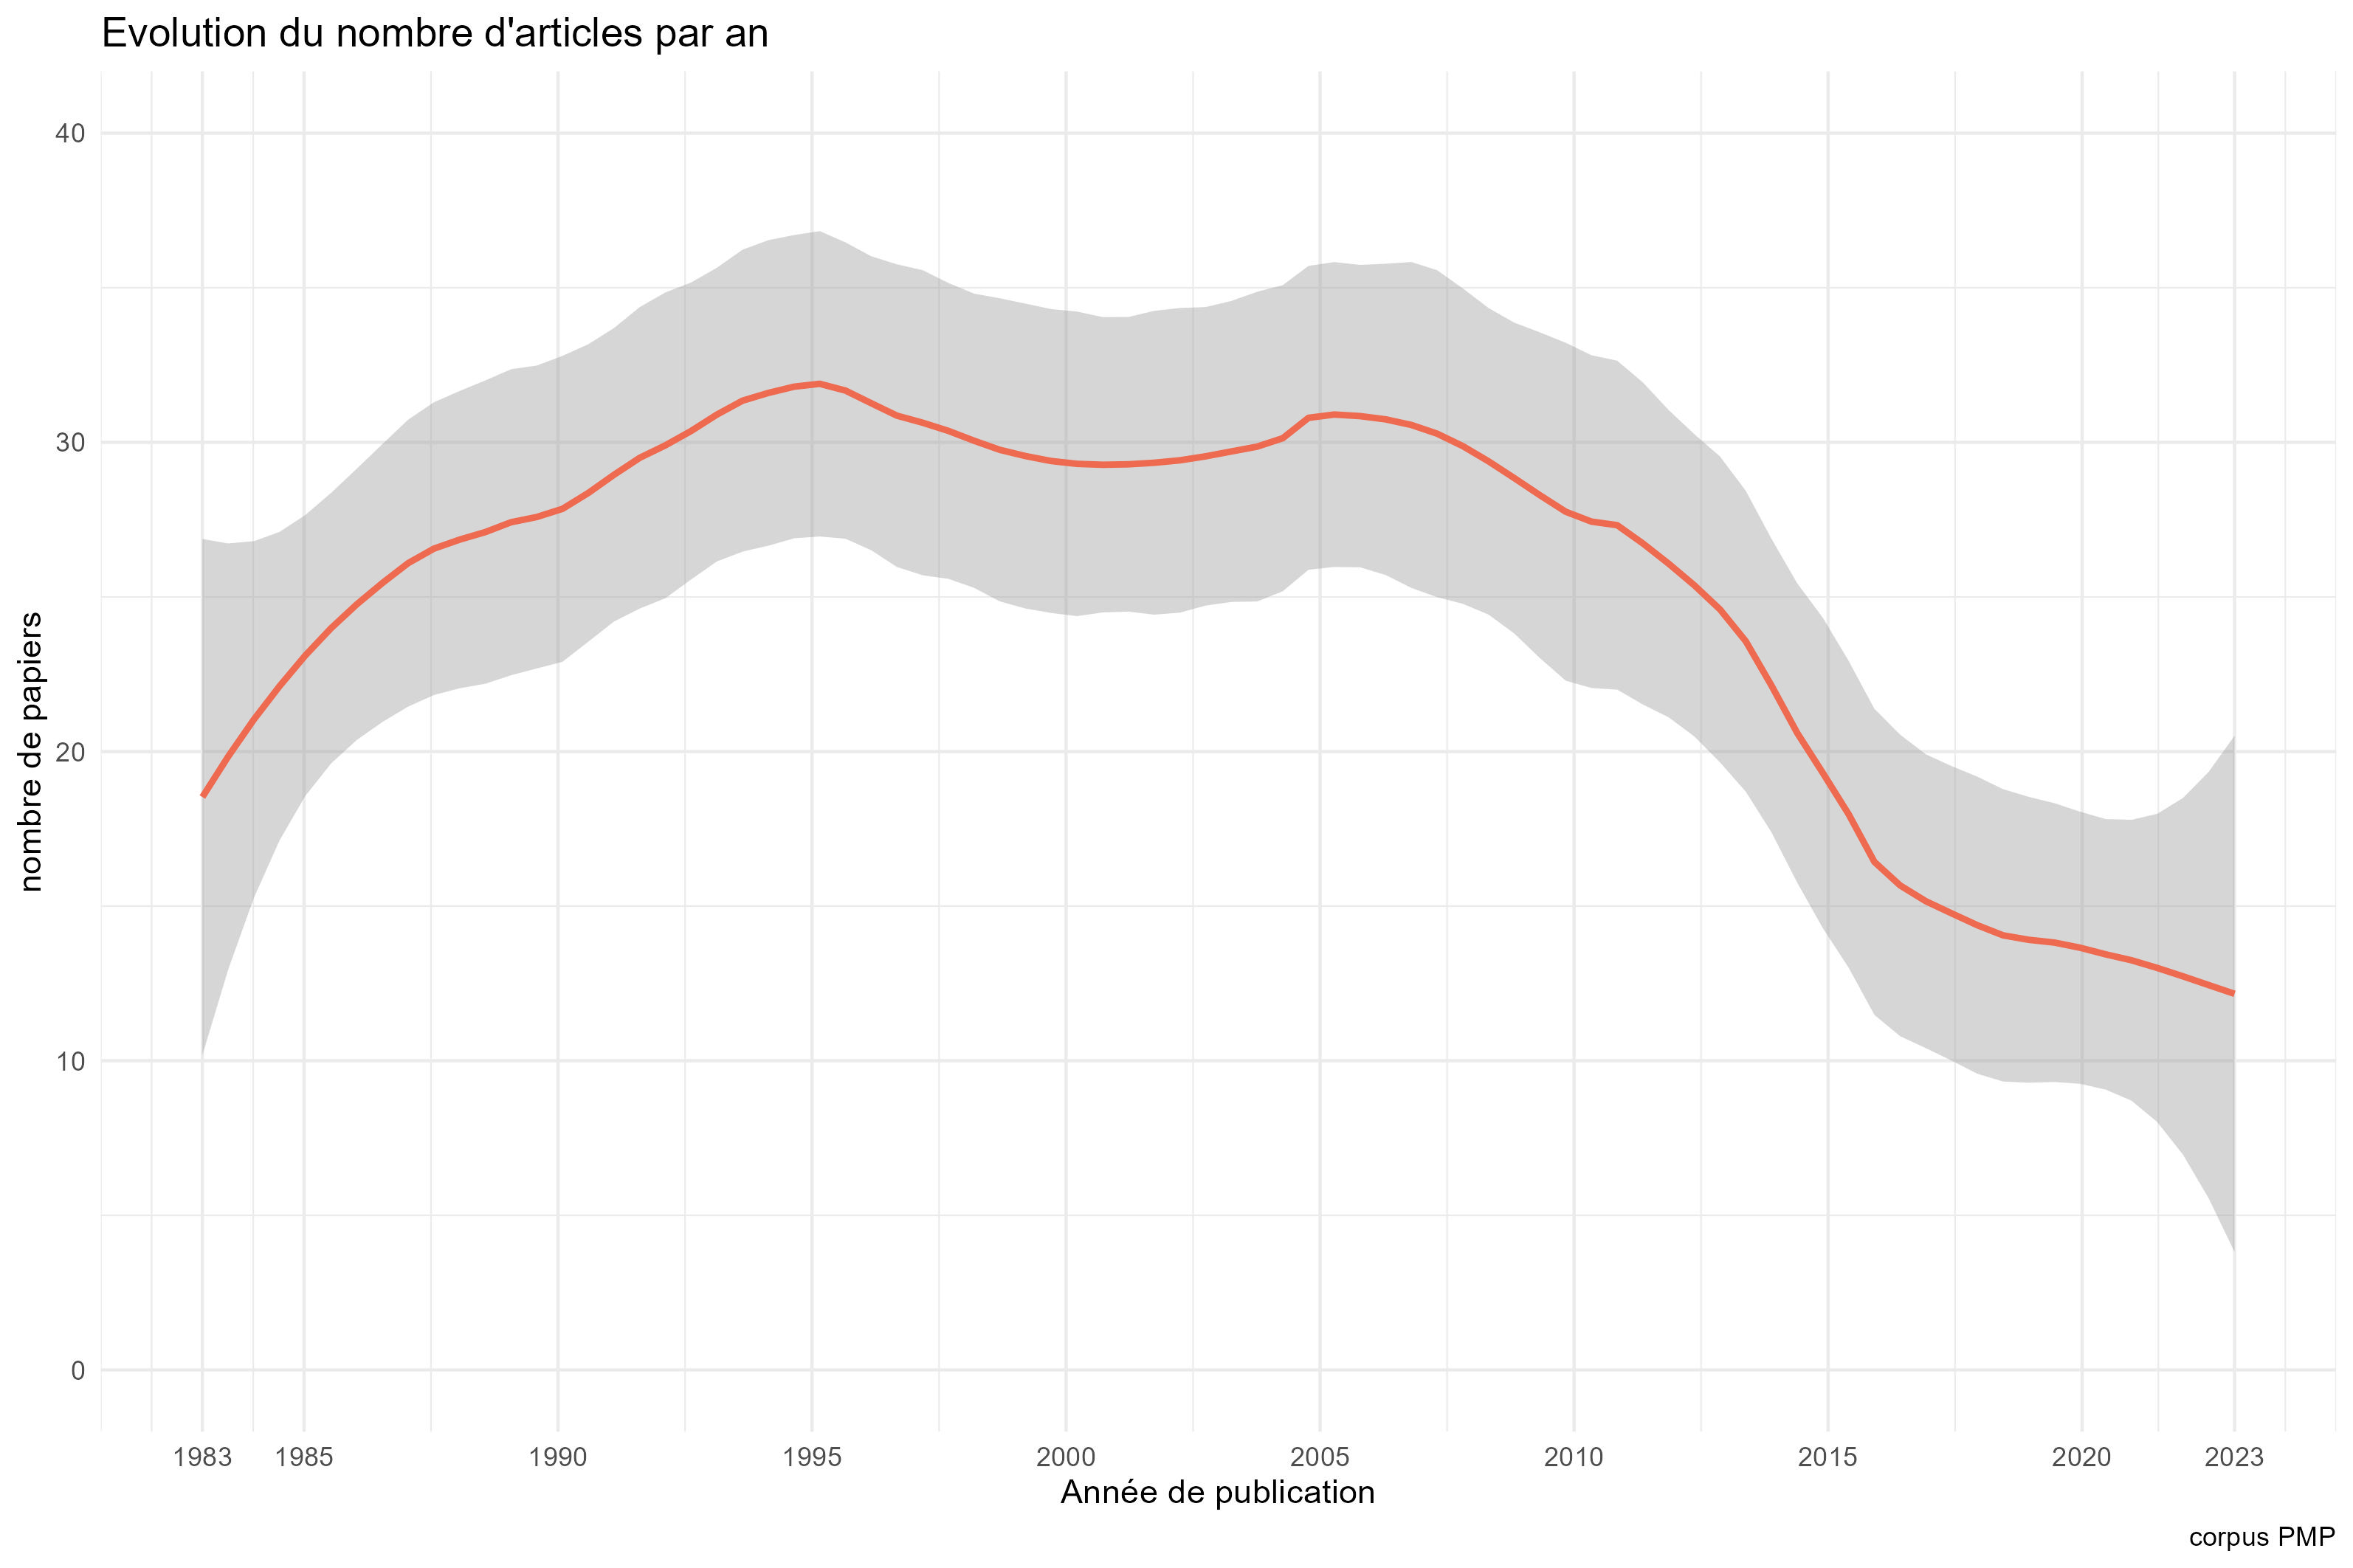 Evolution du nombre d'articles par an
nombre de papiers
40
30
20
10
0
1983 1985 1990 1995 2000 2005 2010 2015 2020 2023
Année de publication
corpus PMP